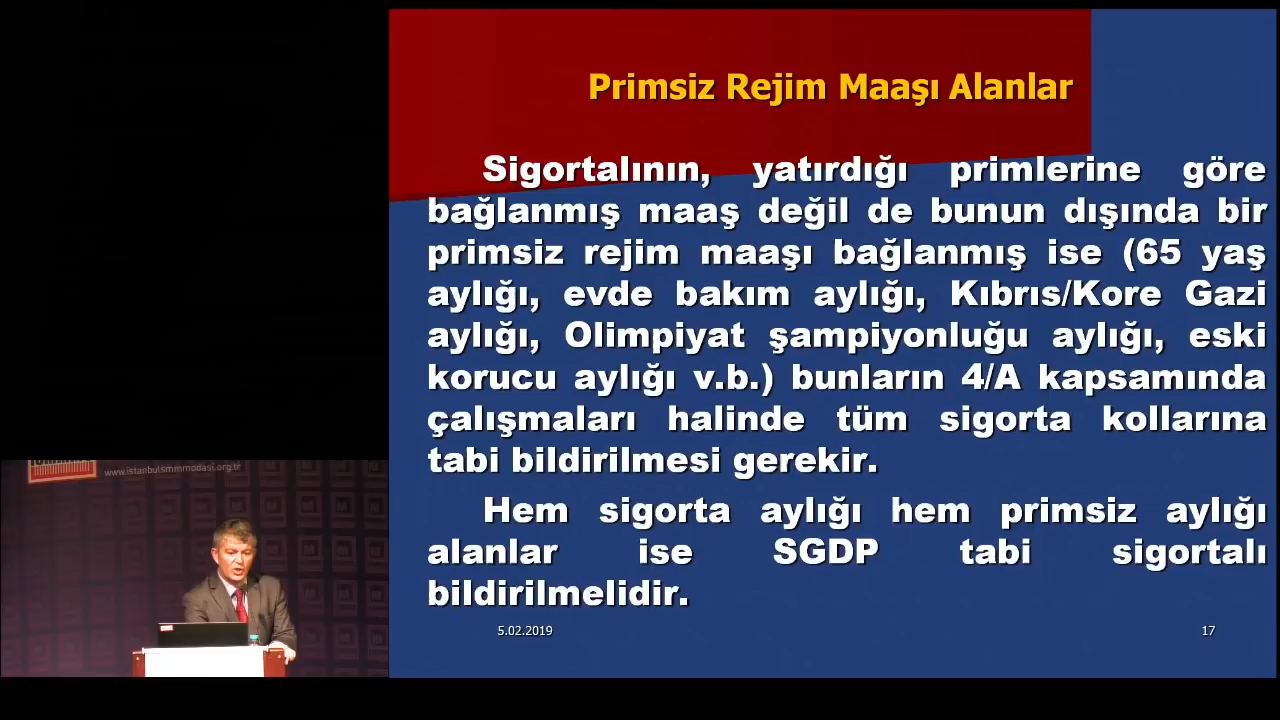 Primsiz Rejim Maaşı Alanlar
Sigortalının, yatırdığı primlerine göre
bağlanmış maaş değil de bunun dışında bir
primsiz rejim maaşı bağlanmış ise (65 yaş
aylığı, evde bakım aylığı, Kıbrıs/Kore Gazi
aylığı, Olimpiyat şampiyonluğu aylığı, eski
korucu aylığı v.b.) bunların 4/A kapsamında
çalışmaları halinde tüm sigorta kollarına
tabi bildirilmesi gerekir.
Hem sigorta aylığı hem primsiz aylığı
alanlar ise SGDP tabi sigortalı
bildirilmelidir.
5.02.2019
17
www.istanbulsmmmodasi.org.tr